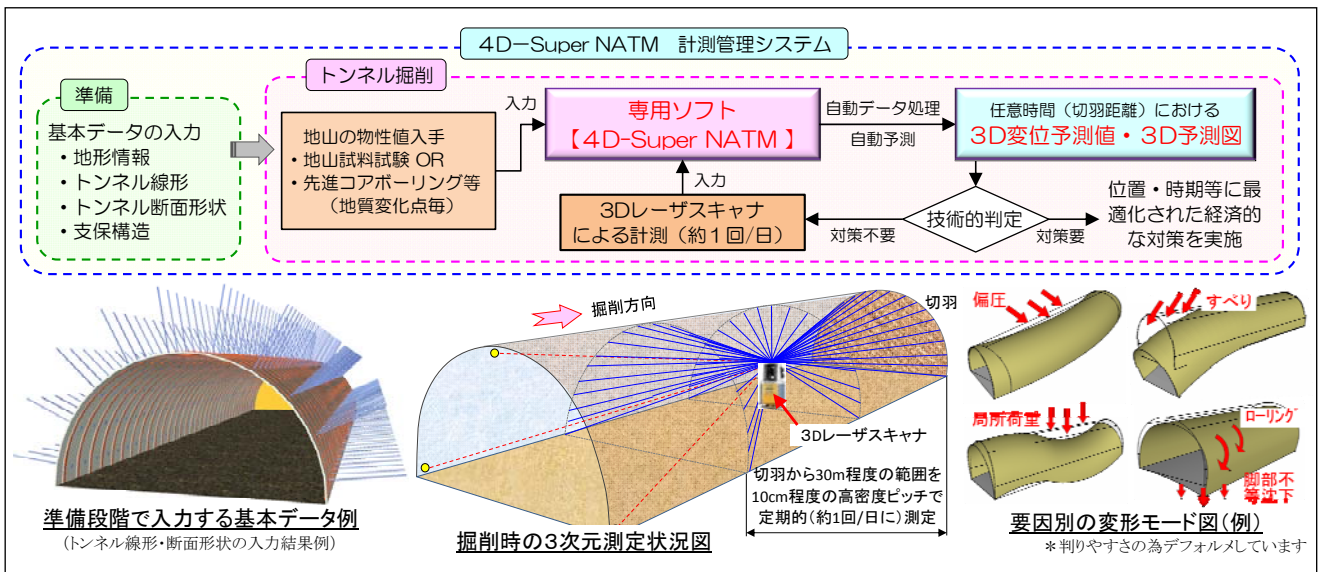 4D−Super NATM 計測管理システム
準備
基本データの入力
・地形情報
・トンネル線形
・トンネル断面形状
・支保構造
トンネル掘削
地山の物性値入手
・地山試料試験 OR
・先進コアボーリング等
（地質変化点毎）
入力
専用ソフト
【4D-Super NATM 】
自動データ処理
自動予測
任意時間（切羽距離）における
3D変位予測値・3D予測図
入力
3Dレーザスキャナ
による計測（約１回/日）
対策不要
技術的判定
対策要
位置・時期等に最
適化された経済的
な対策を実施
準備段階で入力する基本データ例
(トンネル線形・断面形状の入力結果例)
掘削方向
切羽
3Dレーザスキャナ
切羽から30m程度の範囲を
10cm程度の高密度ピッチで
定期的（約1回/日に）測定
掘削時の3次元測定状況図
偏圧
すべり
局所荷重
ローリング
脚部不
等沈下
要因別の変形モード図（例）
＊判りやすさの為デフォルメしています